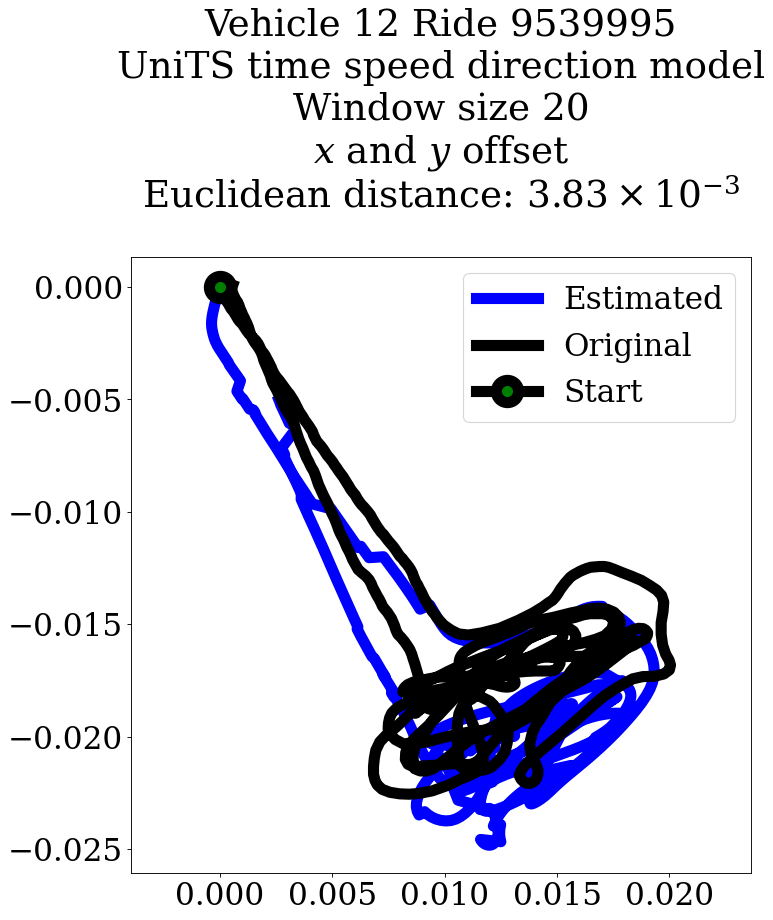 Vehicle 12 Ride 9539995
UniTS time speed direction model
Window size 20
x and y offset
Euclidean distance: 3.83 × 10⁻³
Estimated
Original
Start
0.000
−0.005
−0.010
−0.015
−0.020
−0.025
0.000 0.005 0.010 0.015 0.020